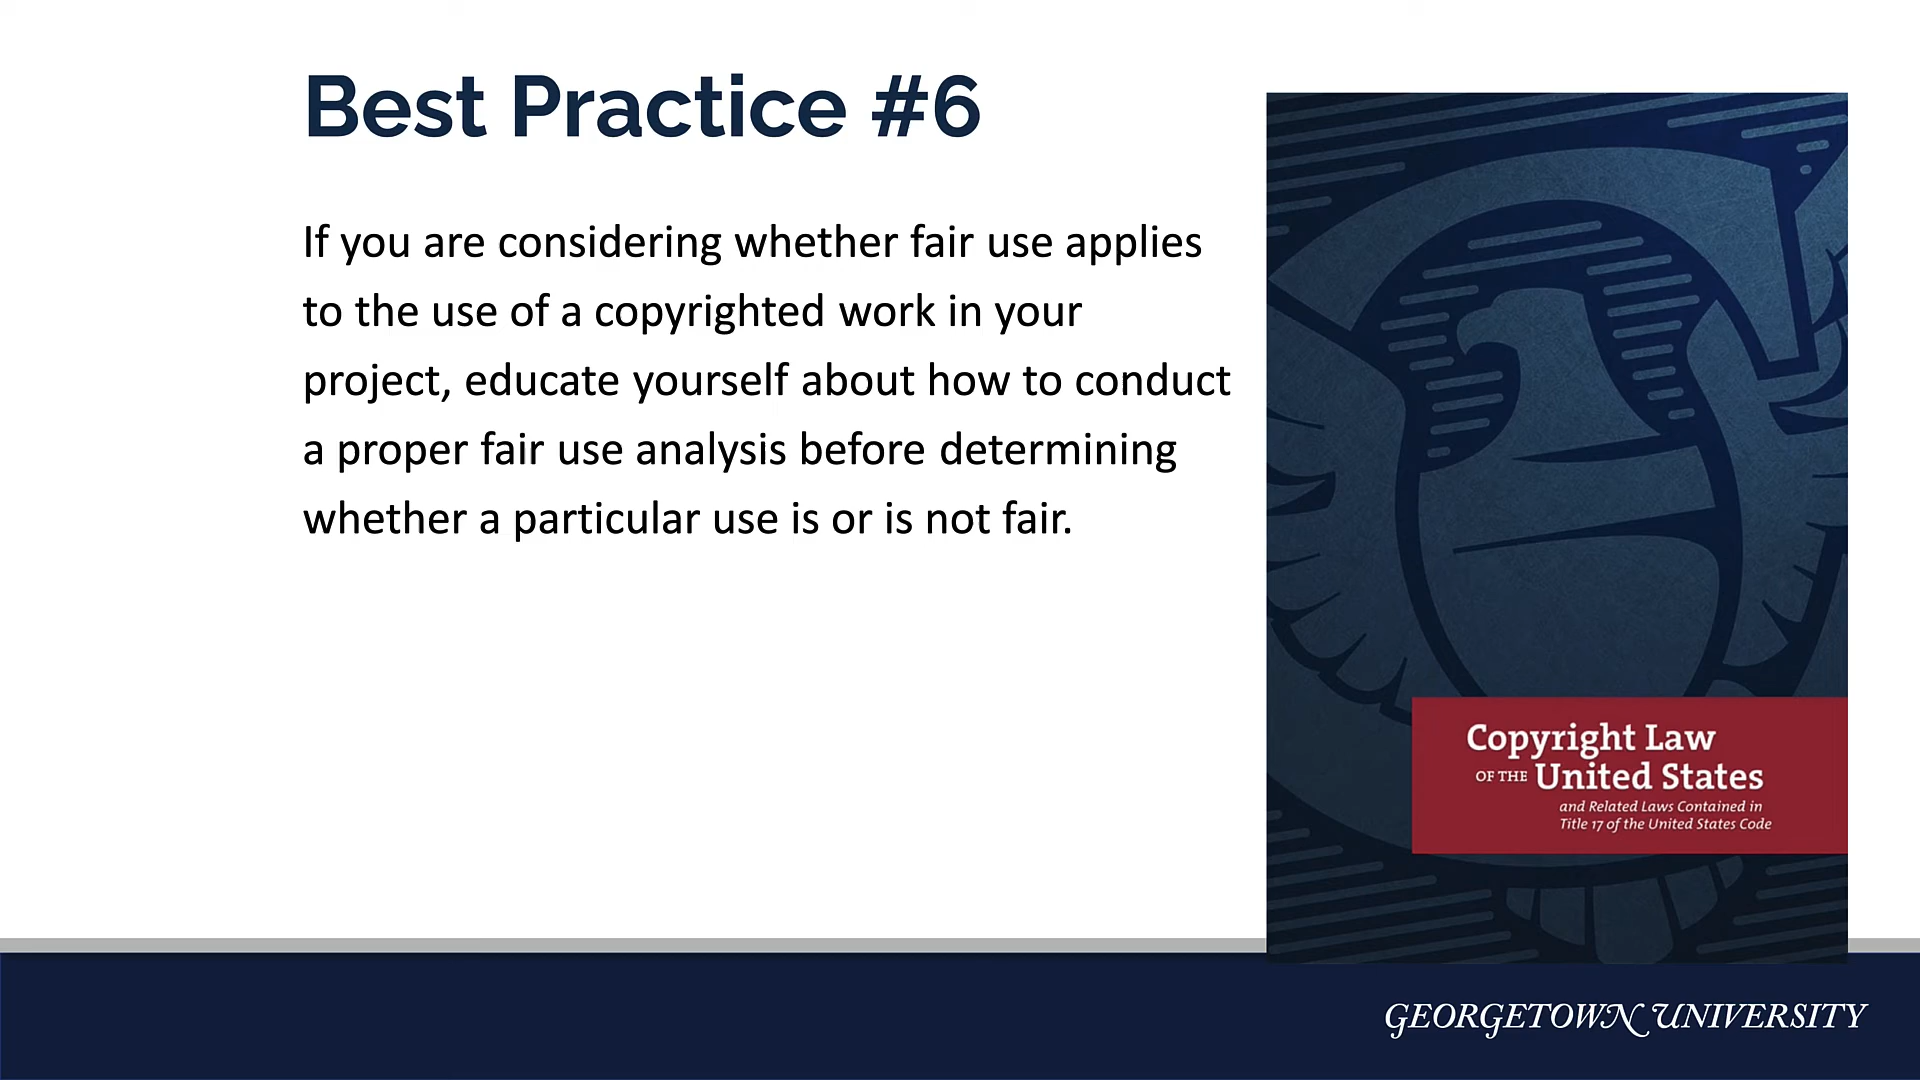 Best Practice #6
If you are considering whether fair use applies
to the use of a copyrighted work in your
project, educate yourself about how to conduct
a proper fair use analysis before determining
whether a particular use is or is not fair.
Copyright Law
OF THE United States
and Related Laws Contained in
Title 17 of the United States Code
GEORGETOWN UNIVERSITY